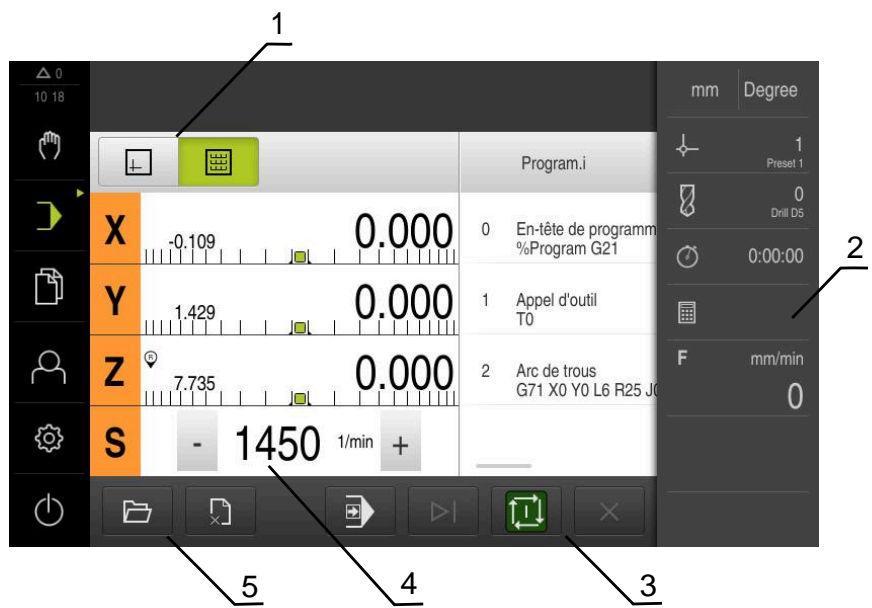 1
0
10 18
mm Degree
1
Preset 1
0
Drill D5
0:00:00
2
F mm/min
0
Program.i
X -0.109 0.000
Y 1.429 0.000
Z R 7.735 0.000
S - 1450 1/min +
0 En-tête de programm
%Program G21
1 Appel d'outil
T0
2 Arc de trous
G71 X0 Y0 L6 R25 J0
I
5 4 3